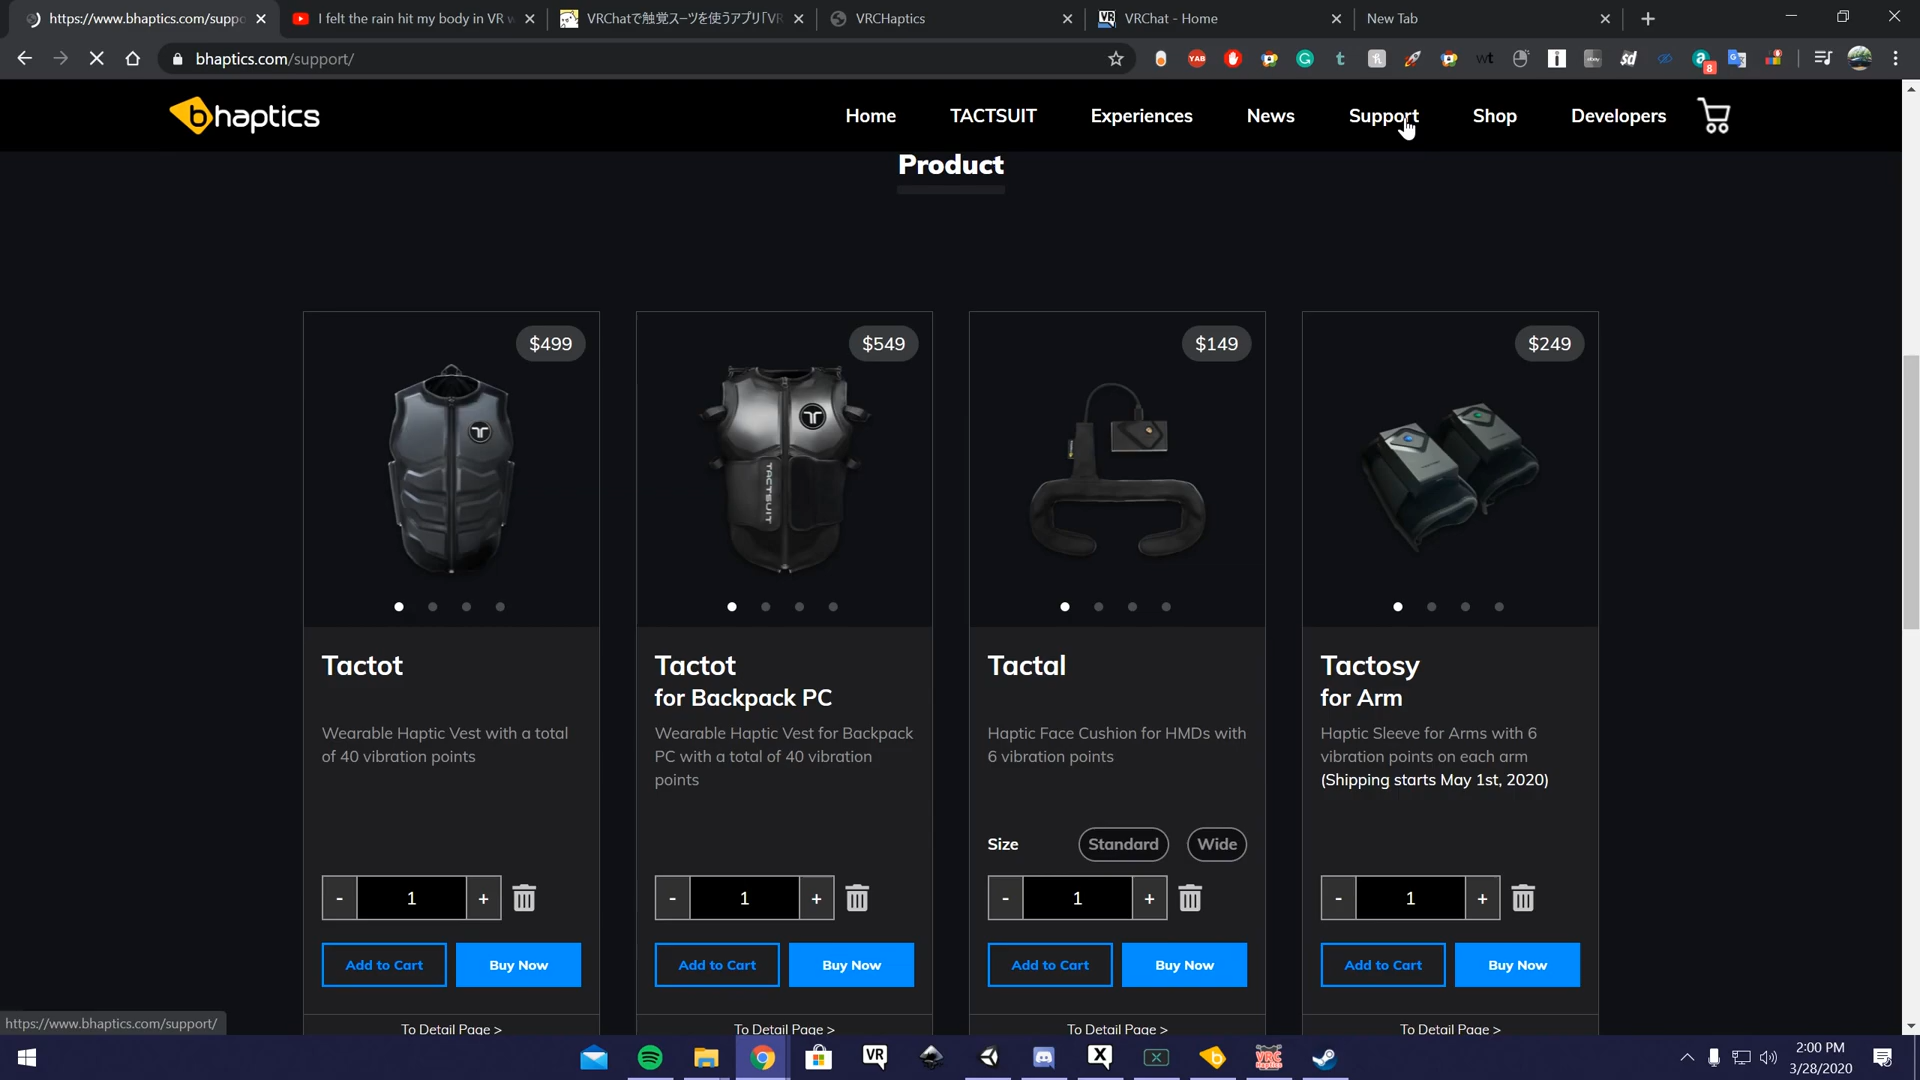 https://www.bhaptics.com/suppo
I felt the rain hit my body in VR w
VRChatで触覚スーツを使うアプリ「VR
VRCHaptics
VRChat - Home
New Tab
bhaptics.com/support/
YAB
8
bhaptics
Home
TACTSUIT
Experiences
News
Support
Shop
Developers
Product
$499
$549
$149
$249
TACTSUIT
Tactot
Wearable Haptic Vest with a total
of 40 vibration points
- 1 +
Add to Cart
Buy Now
To Detail Page >
Tactot
for Backpack PC
Wearable Haptic Vest for Backpack
PC with a total of 40 vibration
points
- 1 +
Add to Cart
Buy Now
To Detail Page >
Tactal
Haptic Face Cushion for HMDs with
6 vibration points
Size
Standard
Wide
- 1 +
Add to Cart
Buy Now
To Detail Page >
Tactosy
for Arm
Haptic Sleeve for Arms with 6
vibration points on each arm
(Shipping starts May 1st, 2020)
- 1 +
Add to Cart
Buy Now
To Detail Page >
https://www.bhaptics.com/support/
VR
2:00 PM
3/28/2020